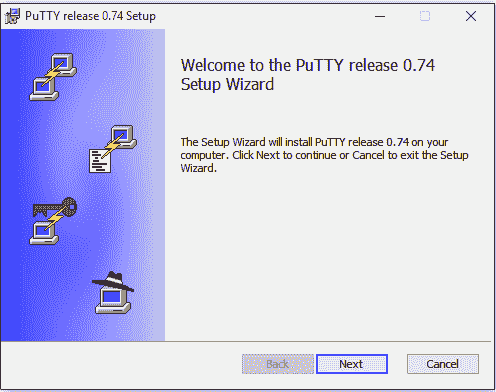 PuTTY release 0.74 Setup
Welcome to the PuTTY release 0.74
Setup Wizard
The Setup Wizard will install PuTTY release 0.74 on your
computer. Click Next to continue or Cancel to exit the Setup
Wizard.
Back Next Cancel